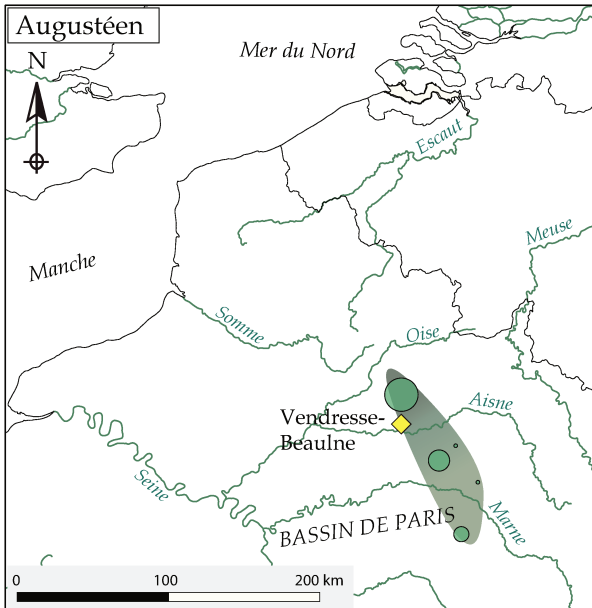 Augustéen
N
Mer du Nord
Escaut
Meuse
Manche
Somme
Oise
Aisne
Vendresse-
Beaulne
Seine
Marne
BASSIN DE PARIS
0 100 200 km